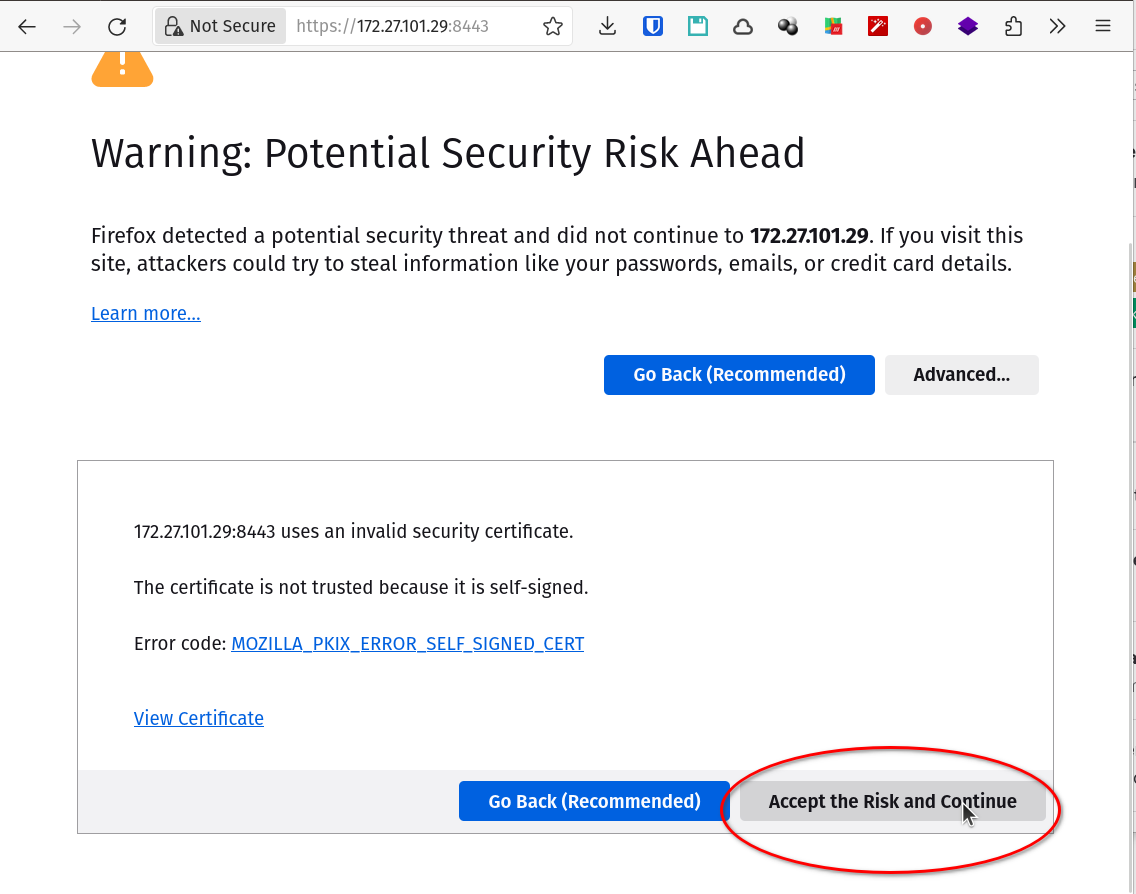 Not Secure https://172.27.101.29:8443
Warning: Potential Security Risk Ahead
Firefox detected a potential security threat and did not continue to 172.27.101.29. If you visit this
site, attackers could try to steal information like your passwords, emails, or credit card details.
Learn more...
Go Back (Recommended) Advanced...
172.27.101.29:8443 uses an invalid security certificate.
The certificate is not trusted because it is self-signed.
Error code: MOZILLA_PKIX_ERROR_SELF_SIGNED_CERT
View Certificate
Go Back (Recommended) Accept the Risk and Continue